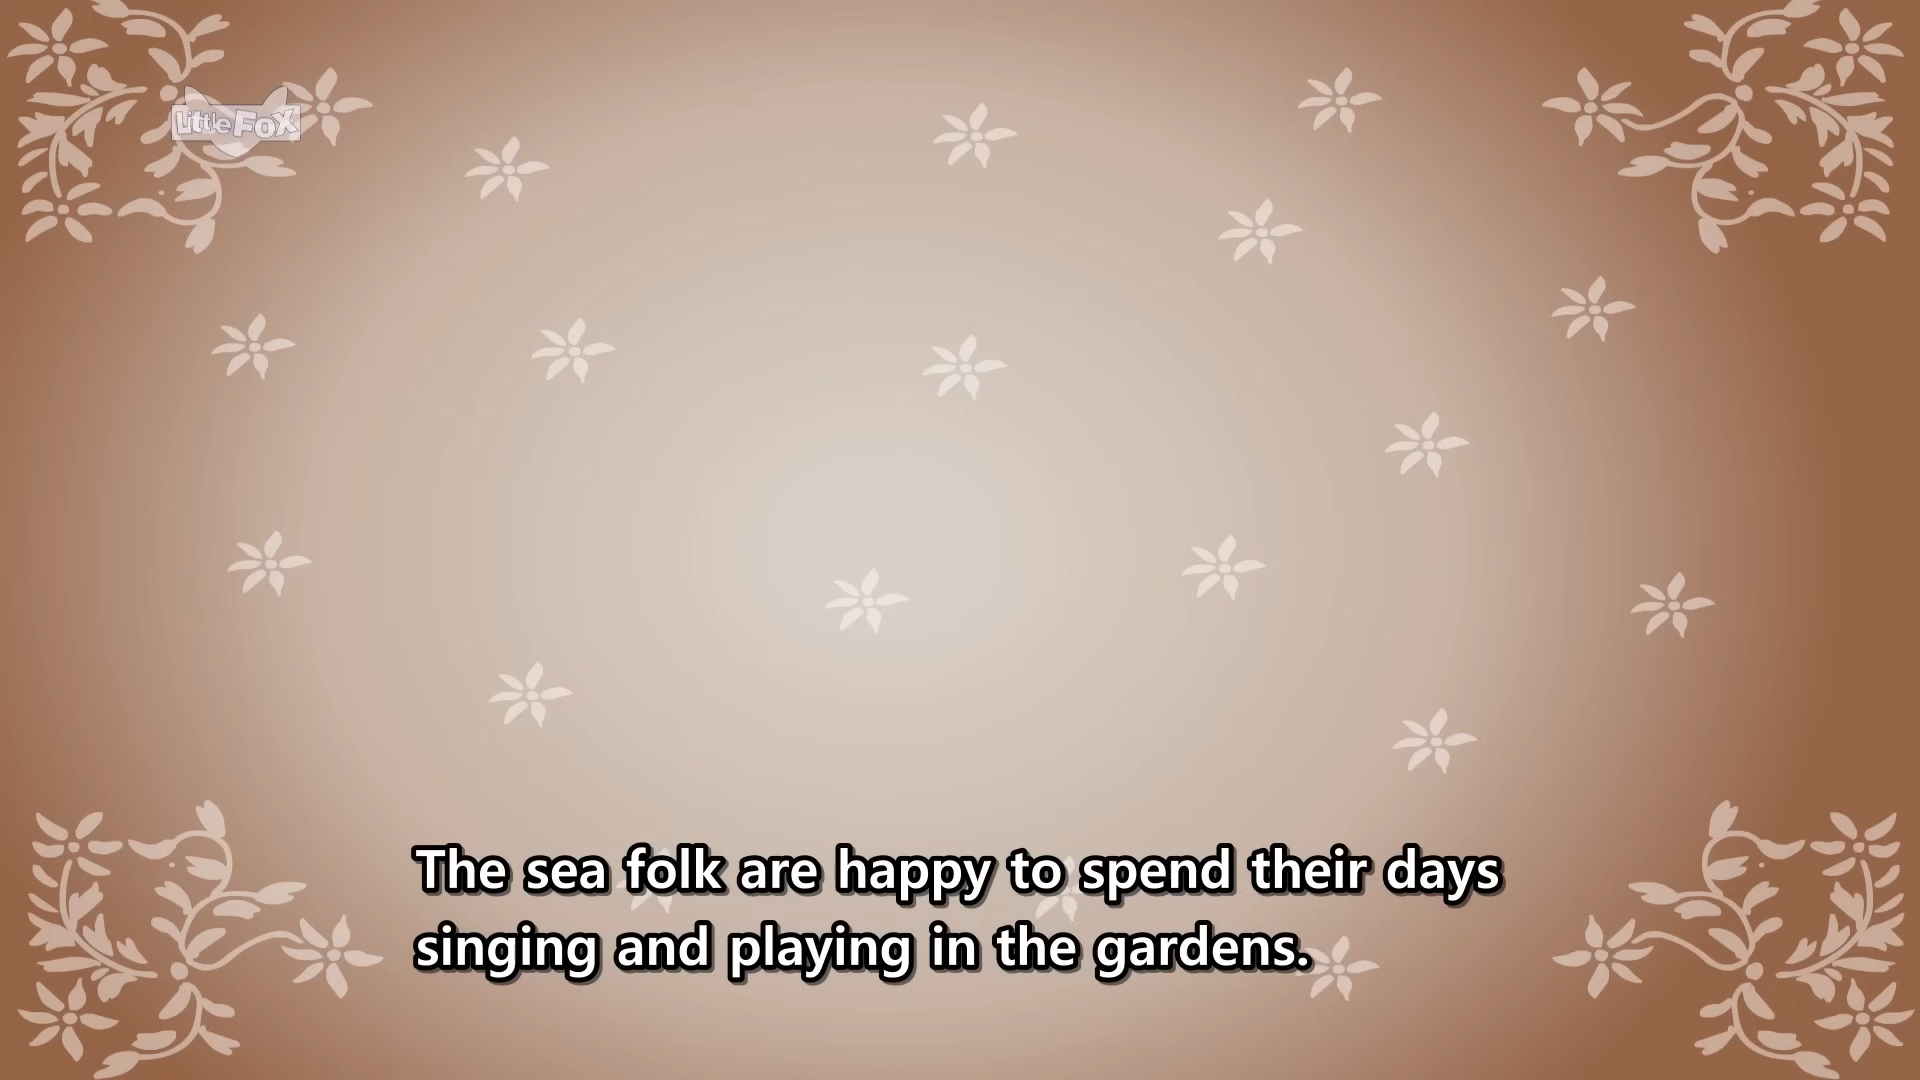 Little Fox
The sea folk are happy to spend their days
singing and playing in the gardens.